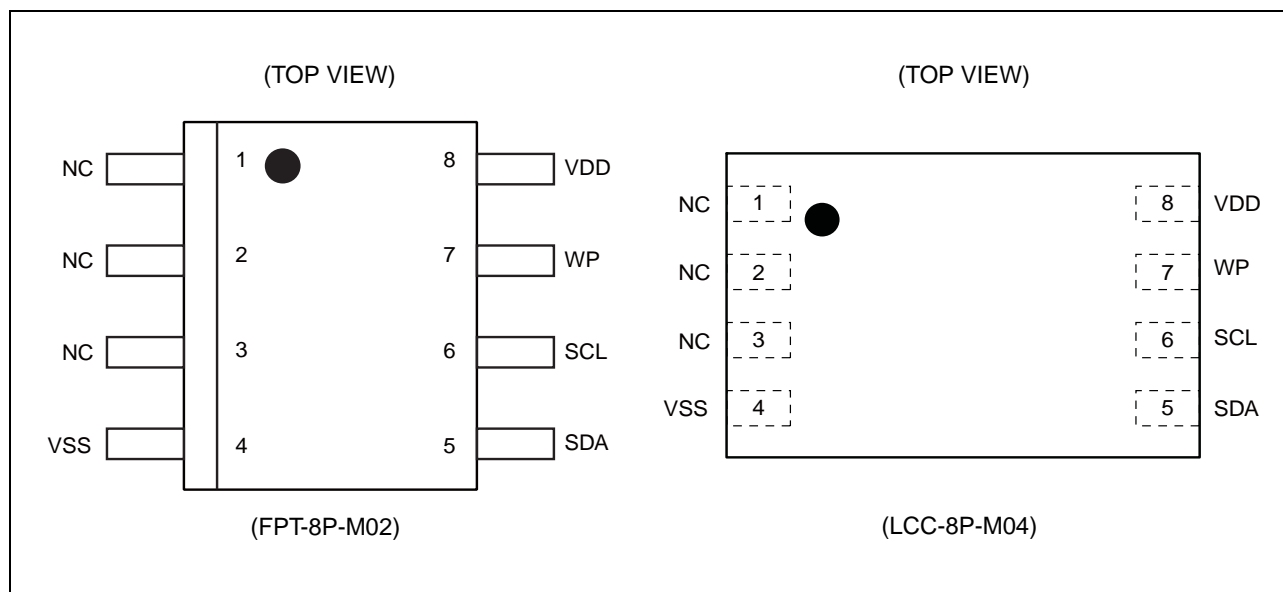 (TOP VIEW)
NC 1 8 VDD
NC 2 7 WP
NC 3 6 SCL
VSS 4 5 SDA
(FPT-8P-M02)
(TOP VIEW)
NC 1 8 VDD
NC 2 7 WP
NC 3 6 SCL
VSS 4 5 SDA
(LCC-8P-M04)